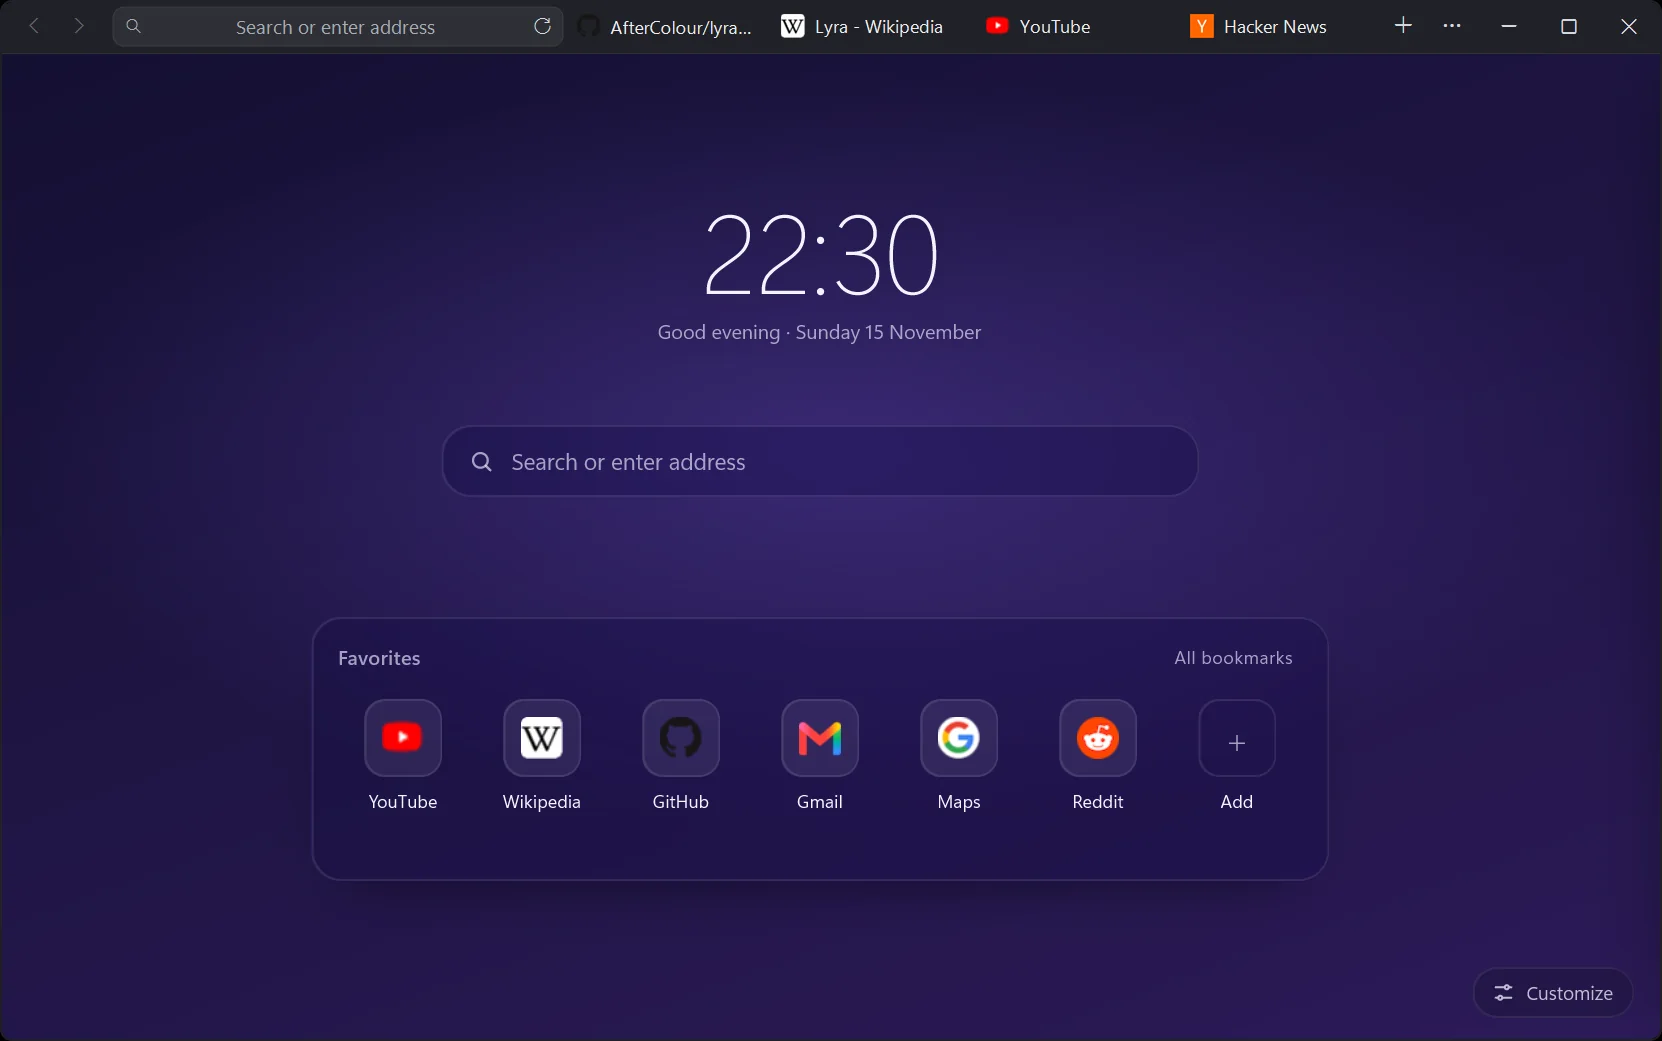 Search or enter address
AfterColour/lyra...
W Lyra - Wikipedia
YouTube
Y Hacker News
22:30
Good evening · Sunday 15 November
Search or enter address
Favorites
All bookmarks
W
M
G
YouTube
Wikipedia
GitHub
Gmail
Maps
Reddit
Add
Customize